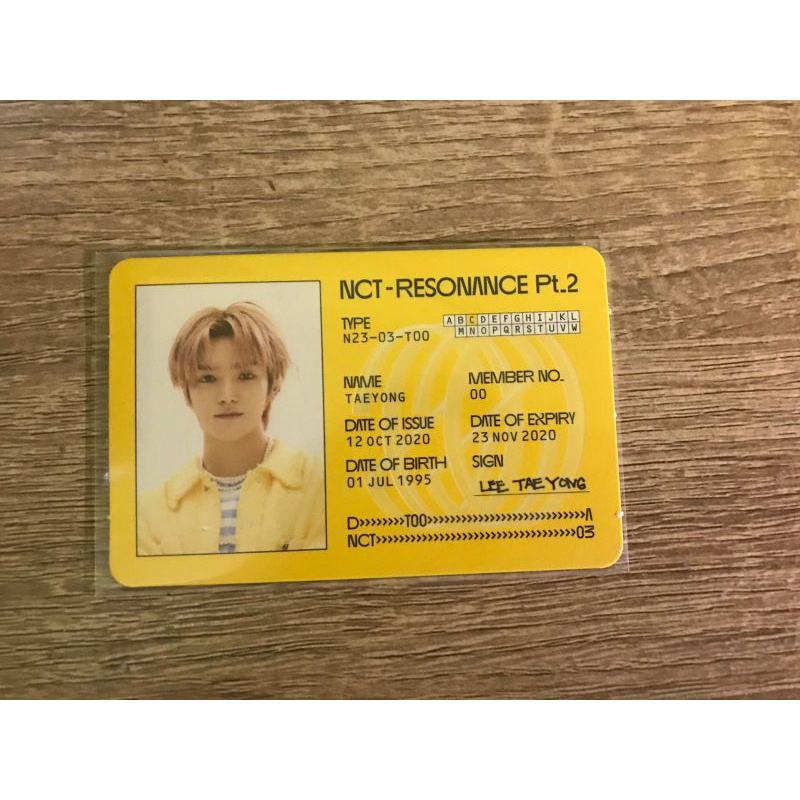 NCT-RESONANCE Pt.2
TYPE
N23-03-T00
ABCDEFGHIJKL
MNOPQRSTUVW
NAME
TAEYONG
MEMBER NO.
00
DATE OF ISSUE
12 OCT 2020
DATE OF EXPIRY
23 NOV 2020
DATE OF BIRTH
01 JUL 1995
SIGN
LEE TAEYONG
D>>>>>>>>T00>>>>>>>>>>>>>>>>>>>>>>>>>>>>Λ
NCT>>>>>>>>>>>>>>>>>>>>>>>>>>>>>>>>>>>03